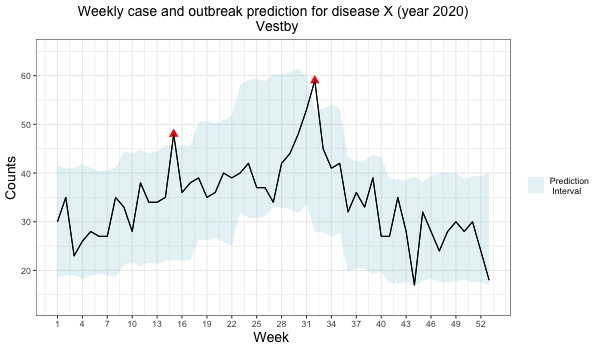 Weekly case and outbreak prediction for disease X (year 2020)
Vestby
Counts
60
50
40
30
20
1 4 7 10 13 16 19 22 25 28 31 34 37 40 43 46 49 52
Week
Prediction
Interval